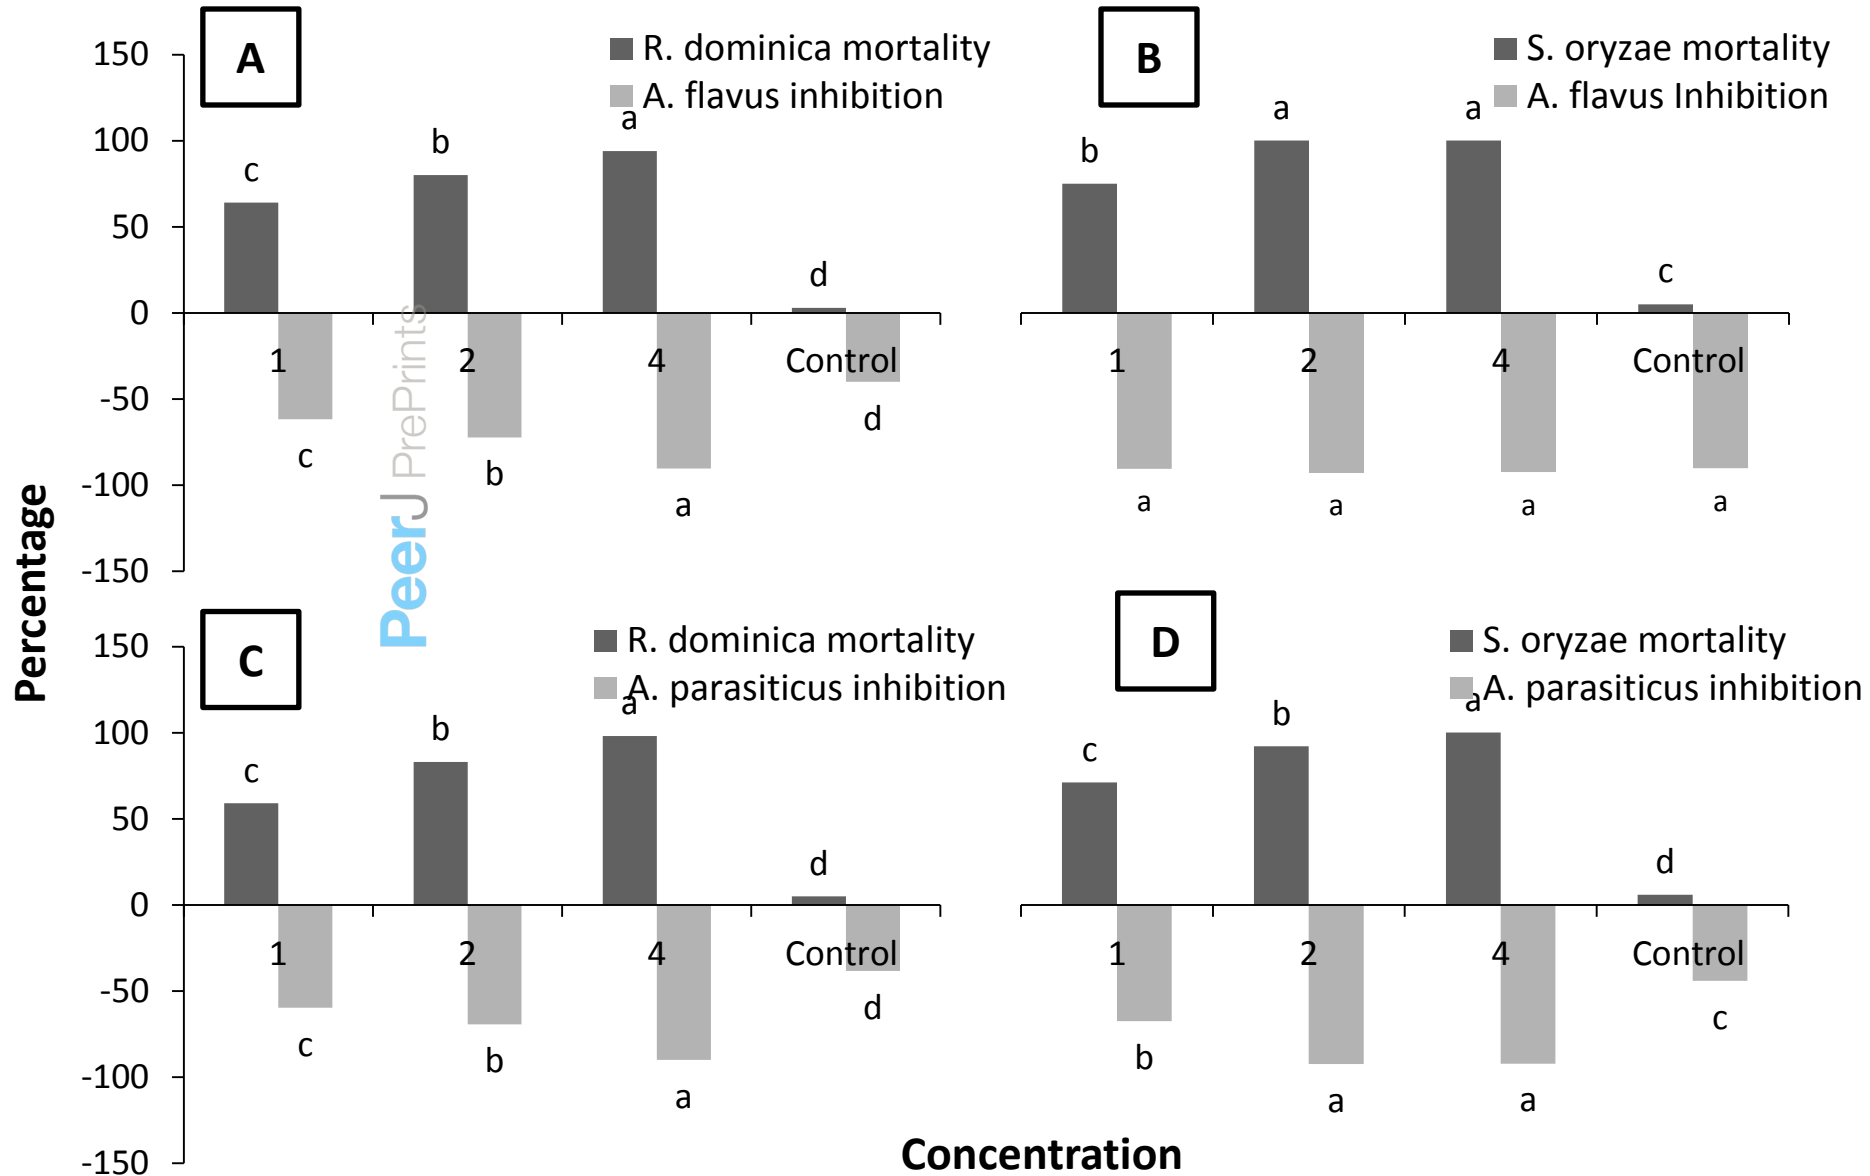 A
R. dominica mortality
A. flavus inhibition
150
100
50
0
-50
-100
-150
c
b
a
d
1
2
4
Control
c
b
a
d
B
S. oryzae mortality
A. flavus Inhibition
b
a
a
c
1
2
4
Control
a
a
a
a
Percentage
PeerJ PrePrints
C
R. dominica mortality
A. parasiticus inhibition
150
100
50
0
-50
-100
-150
c
b
a
d
1
2
4
Control
c
b
a
d
D
S. oryzae mortality
A. parasiticus inhibition
c
b
a
d
1
2
4
Control
b
a
a
c
Concentration